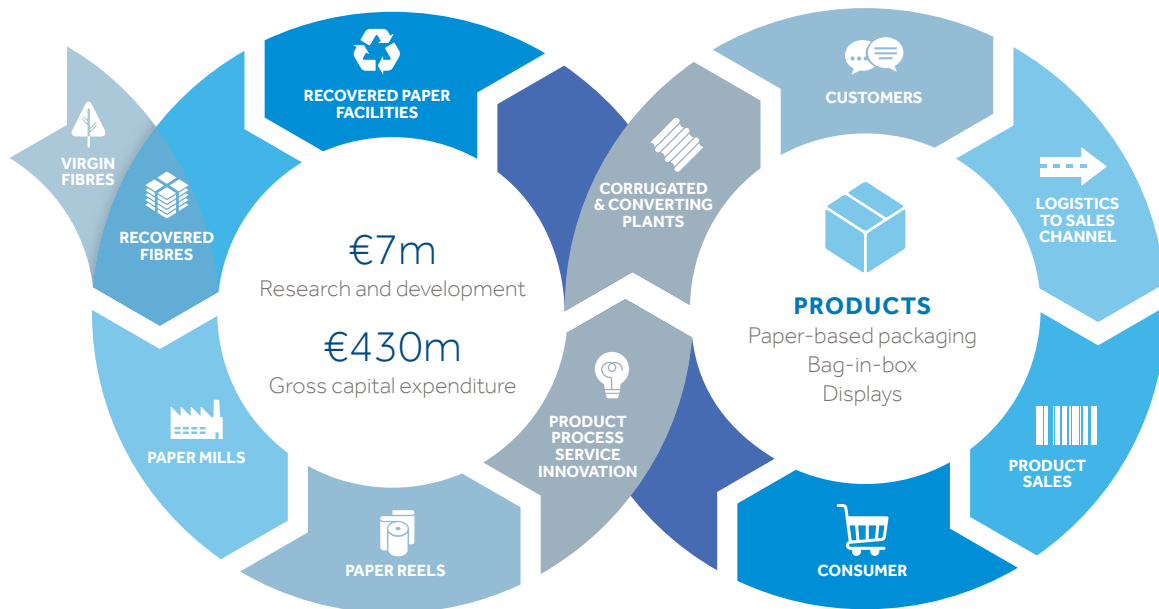 VIRGIN
FIBRES
RECOVERED
FIBRES
RECOVERED PAPER
FACILITIES
€7m
Research and development
€430m
Gross capital expenditure
PAPER MILLS
PAPER REELS
PRODUCT
PROCESS
SERVICE
INNOVATION
CORRUGATED
& CONVERTING
PLANTS
CUSTOMERS
LOGISTICS
TO SALES
CHANNEL
PRODUCTS
Paper-based packaging
Bag-in-box
Displays
PRODUCT
SALES
CONSUMER